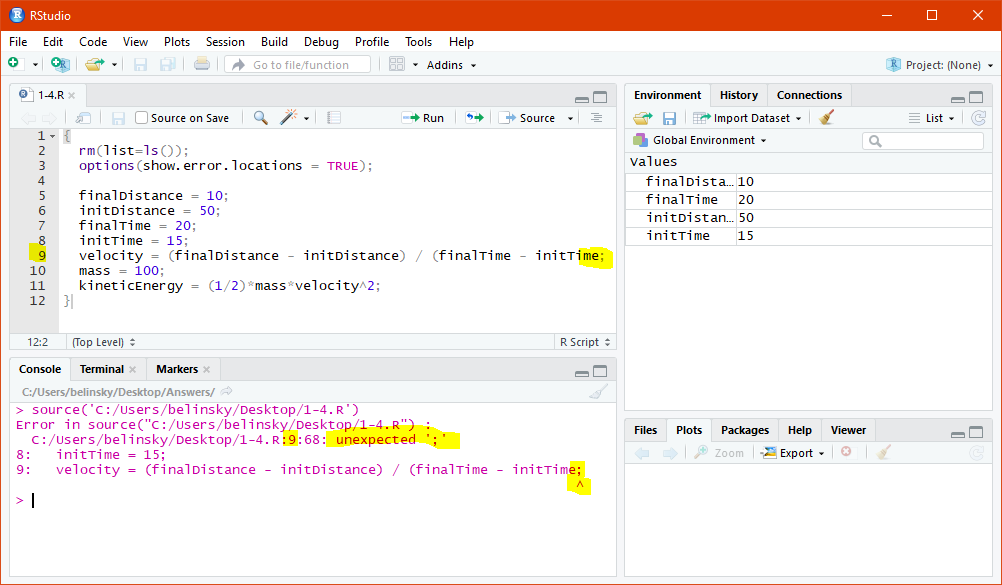 RStudio
File Edit Code View Plots Session Build Debug Profile Tools Help
Go to file/function Addins Project: (None)
1-4.R
Source on Save Run Source
1 {
2 rm(list=ls());
3 options(show.error.locations = TRUE);
4
5 finalDistance = 10;
6 initDistance = 50;
7 finalTime = 20;
8 initTime = 15;
9 velocity = (finalDistance - initDistance) / (finalTime - initTime;
10 mass = 100;
11 kineticEnergy = (1/2)*mass*velocity^2;
12 }
12:2 (Top Level) R Script
Console Terminal Markers
C:/Users/belinsky/Desktop/Answers/
> source('C:/Users/belinsky/Desktop/1-4.R')
Error in source("C:/Users/belinsky/Desktop/1-4.R") :
C:/Users/belinsky/Desktop/1-4.R:9:68: unexpected ';'
8: initTime = 15;
9: velocity = (finalDistance - initDistance) / (finalTime - initTime;
^
>
Environment History Connections
Import Dataset List
Global Environment
Values
finalDista… 10
finalTime 20
initDistan… 50
initTime 15
Files Plots Packages Help Viewer
Zoom Export